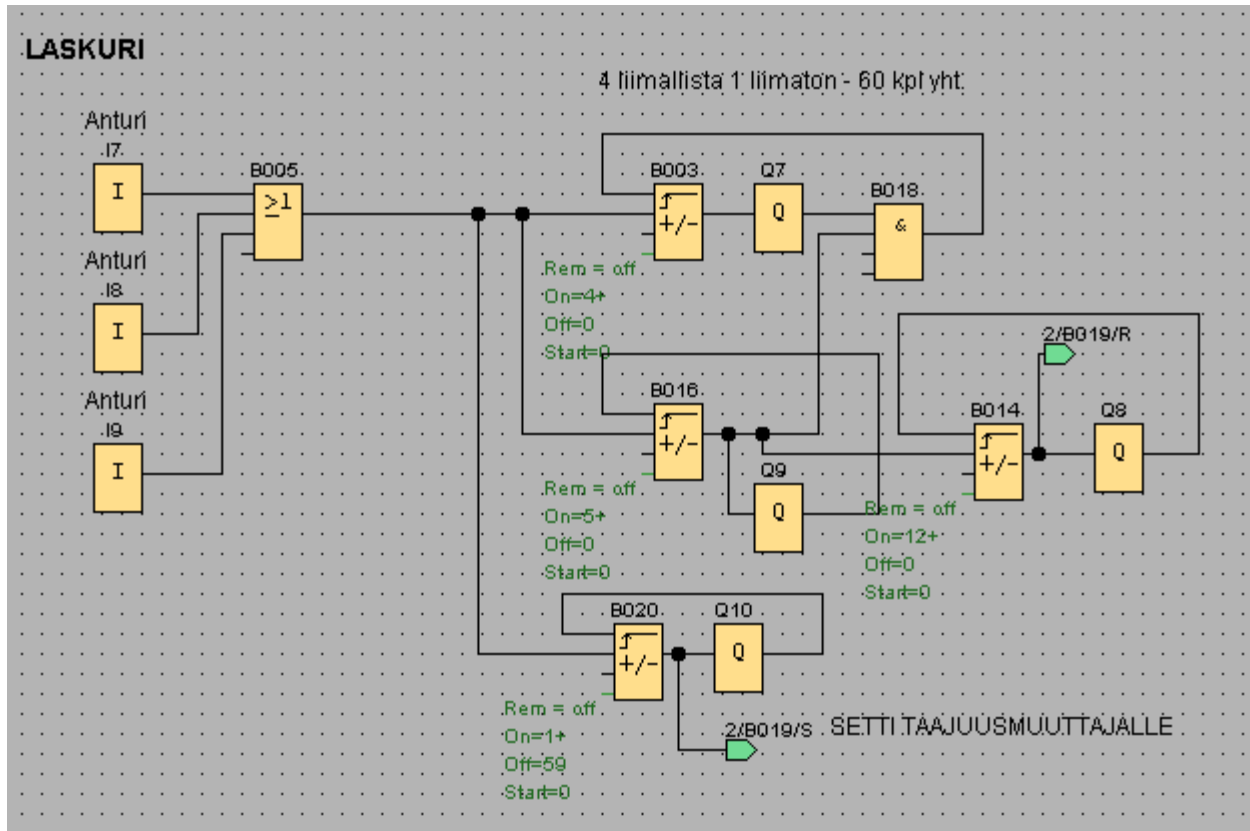 LASKURI
4 liimallista 1 liimaton - 60 kpl yht.
Anturi
I7
I
B005
≥1
B003
+/-
Rem = off
On=4+
Off=0
Start=0
Q7
Q
B018
&
Anturi
I8
I
2/B019/R
B016
+/-
Rem = off
On=5+
Off=0
Start=0
Q9
Q
B014
+/-
Rem = off
On=12+
Off=0
Start=0
Q8
Q
Anturi
I9
I
B020
+/-
Rem = off
On=1+
Off=59
Start=0
Q10
Q
2/B019/S
SETTI TAAJUUSMUUTTAJALLE